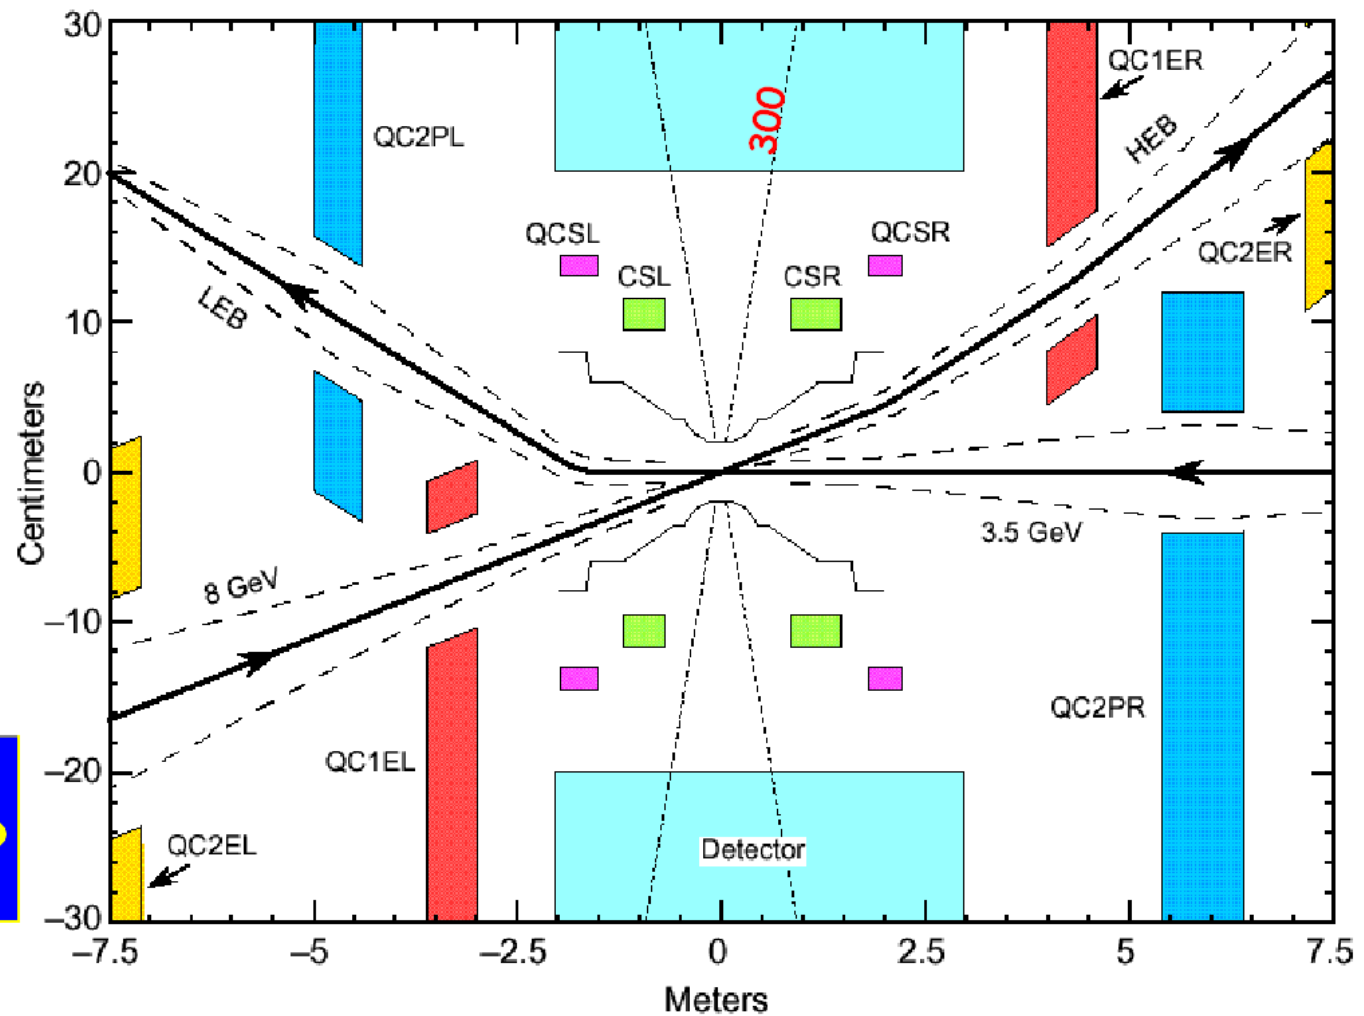 30
20
10
0
–10
–20
–30
Centimeters
–7.5
–5
–2.5
0
2.5
5
7.5
Meters
QC2PL
300
QC1ER
HEB
QC2ER
QCSL
QCSR
CSL
CSR
LEB
3.5 GeV
8 GeV
QC2PR
QC1EL
Detector
QC2EL